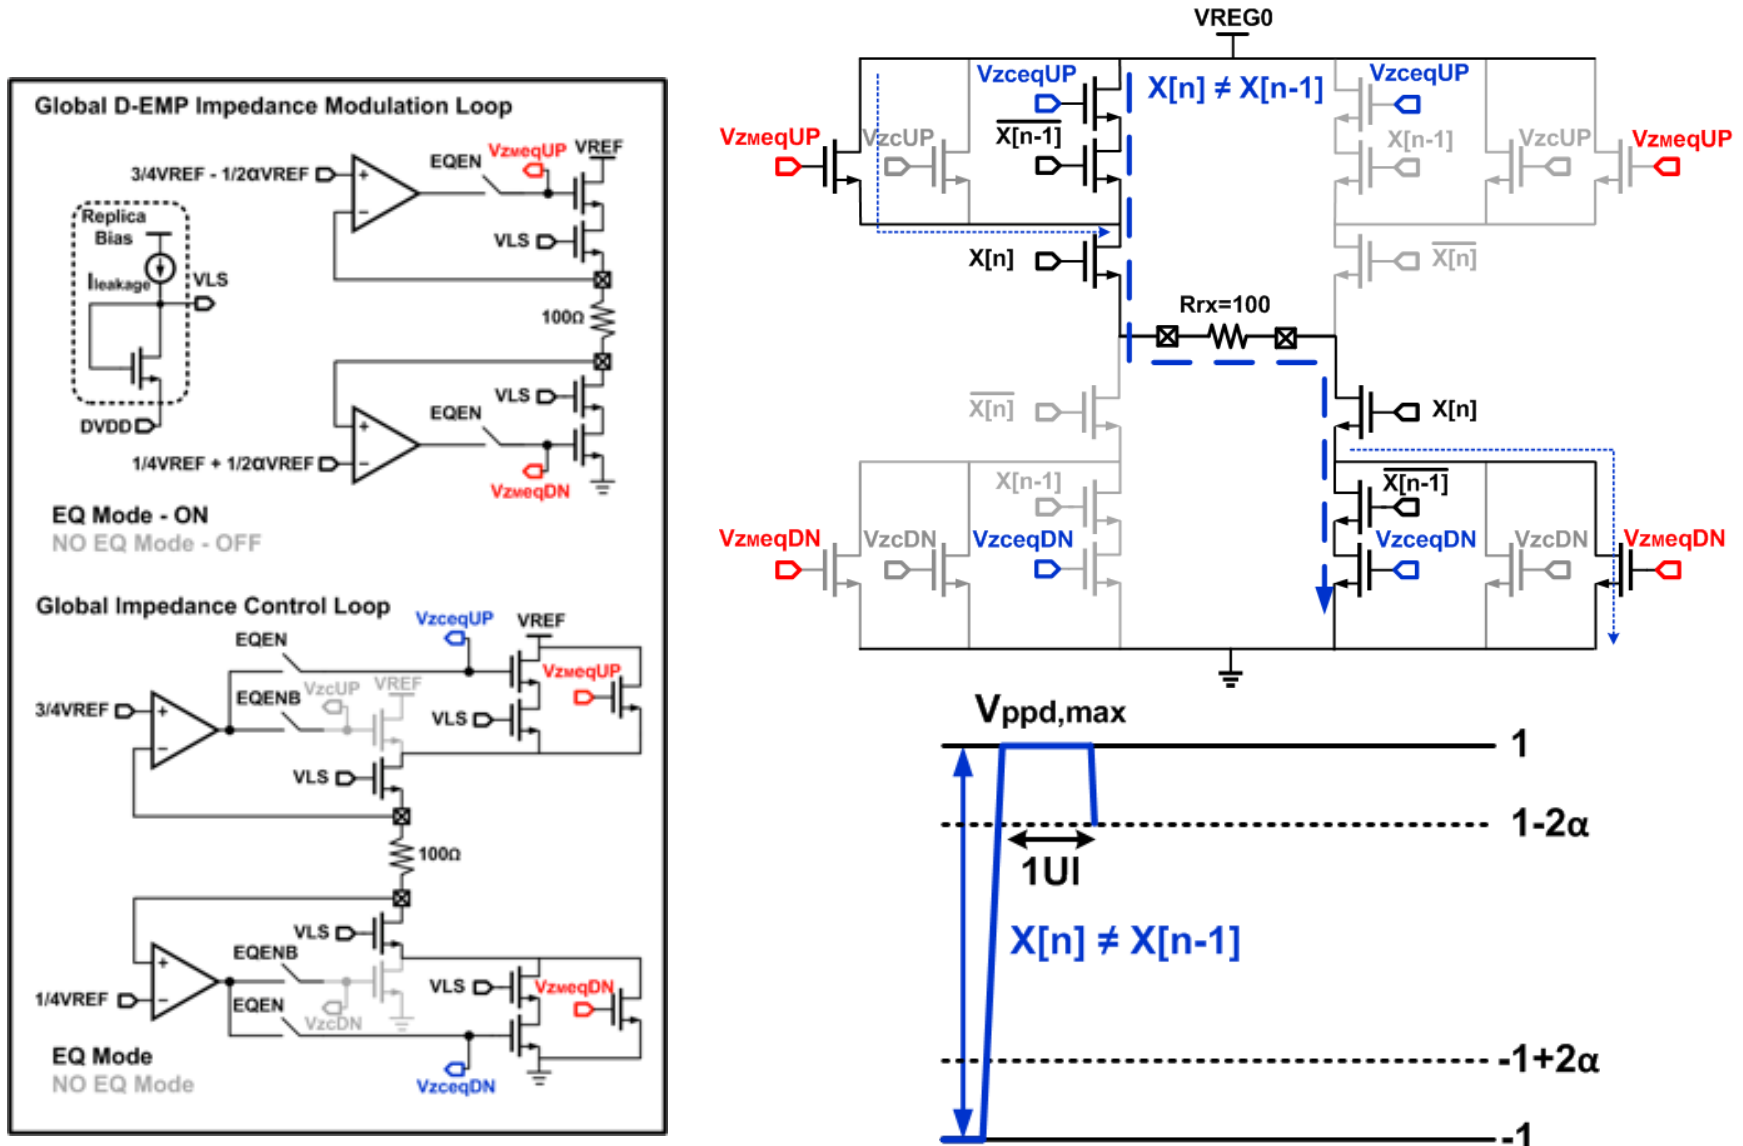 Global D-EMP Impedance Modulation Loop
3/4VREF - 1/2αVREF
+
−
EQEN
VZMeqUP
VREF
Replica
Bias
Ileakage
VLS
DVDD
VLS
100Ω
VLS
EQEN
+
−
1/4VREF + 1/2αVREF
VZMeqDN
EQ Mode - ON
NO EQ Mode - OFF
Global Impedance Control Loop
VzceqUP
VREF
EQEN
VZMeqUP
EQENB
VzcUP
VREF
3/4VREF
+
−
VLS
VLS
100Ω
VLS
EQENB
VLS
VZMeqDN
+
−
1/4VREF
EQEN
VzcDN
EQ Mode
NO EQ Mode
VzceqDN
VREG0
VzceqUP
X[n] ≠ X[n-1]
VzceqUP
VZMeqUP
VzcUP
X̅[̅n̅-̅1̅]̅
X[n-1]
VzcUP
VZMeqUP
X[n]
X̅[̅n̅]̅
Rrx=100
X̅[̅n̅]̅
X[n]
X[n-1]
X̅[̅n̅-̅1̅]̅
VZMeqDN
VzcDN
VzceqDN
VzceqDN
VzcDN
VZMeqDN
Vppd,max
1
1-2α
1UI
X[n] ≠ X[n-1]
-1+2α
-1